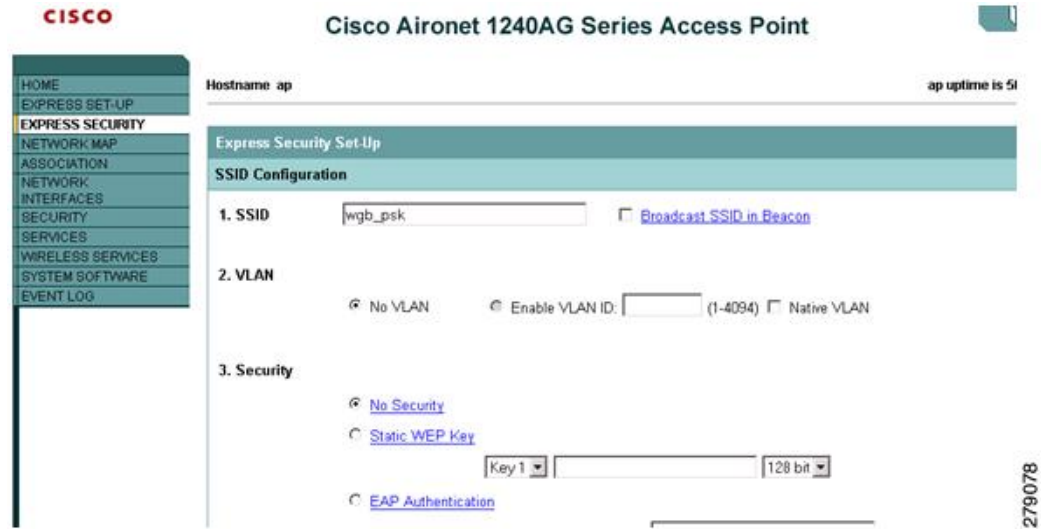 CISCO
Cisco Aironet 1240AG Series Access Point
HOME
EXPRESS SET-UP
EXPRESS SECURITY
NETWORK MAP
ASSOCIATION
NETWORK
INTERFACES
SECURITY
SERVICES
WIRELESS SERVICES
SYSTEM SOFTWARE
EVENT LOG
Hostname ap
ap uptime is
Express Security Set-Up
SSID Configuration
1. SSID wgb_psk Broadcast SSID in Beacon
2. VLAN
No VLAN Enable VLAN ID: (1-4094) Native VLAN
3. Security
No Security
Static WEP Key
Key 1 128 bit
EAP Authentication
279078